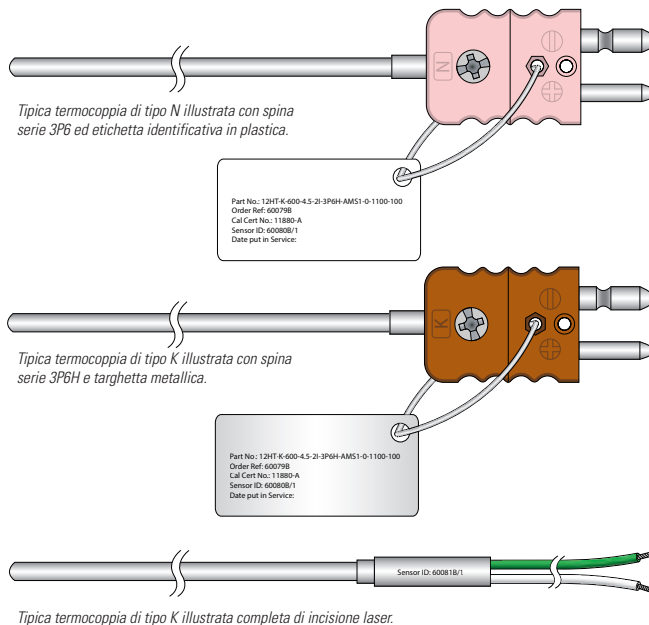 N
Tipica termocoppia di tipo N illustrata con spina
serie 3P6 ed etichetta identificativa in plastica.
Part No.: 12HT-K-600-4.5-2I-3P6H-AMS1-0-1100-100
Order Ref: 60079B
Cal Cert No.: 11880-A
Sensor ID: 60080B/1
Date put in Service:
K
Tipica termocoppia di tipo K illustrata con spina
serie 3P6H e targhetta metallica.
Part No.: 12HT-K-600-4.5-2I-3P6H-AMS1-0-1100-100
Order Ref: 60079B
Cal Cert No.: 11880-A
Sensor ID: 60080B/1
Date put in Service:
Sensor ID: 60081B/1
Tipica termocoppia di tipo K illustrata completa di incisione laser.